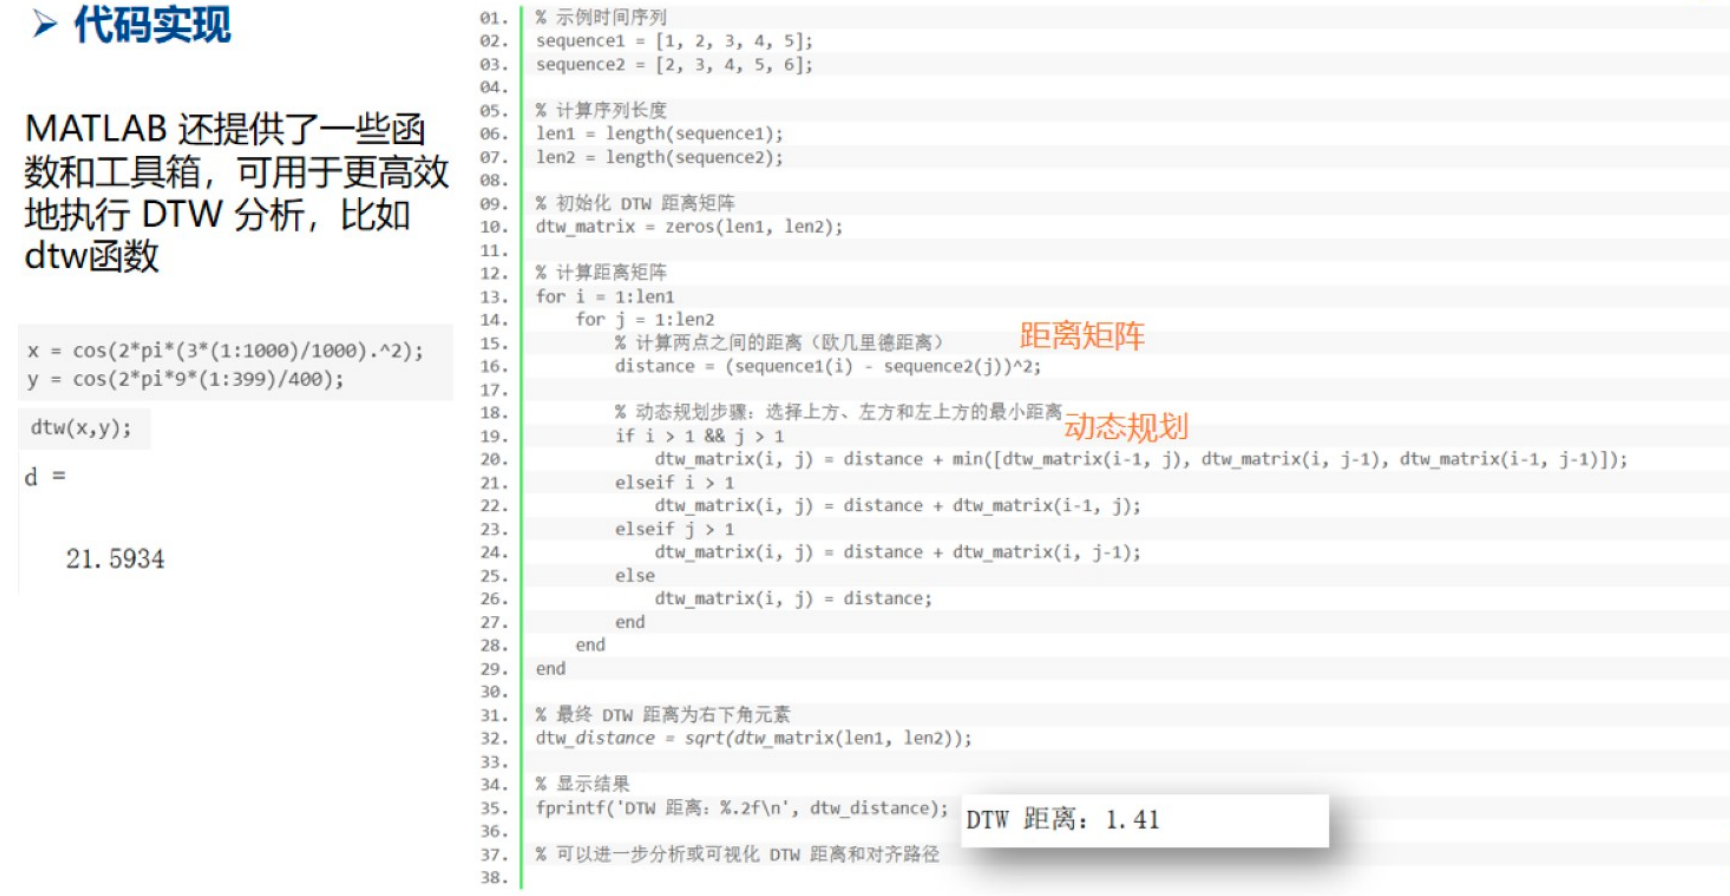 ➢ 代码实现
MATLAB 还提供了一些函
数和工具箱，可用于更高效
地执行 DTW 分析，比如
dtw函数
x = cos(2*pi*(3*(1:1000)/1000).^2);
y = cos(2*pi*9*(1:399)/400);
dtw(x,y);
d =
21.5934
01. % 示例时间序列
02. sequence1 = [1, 2, 3, 4, 5];
03. sequence2 = [2, 3, 4, 5, 6];
04.
05. % 计算序列长度
06. len1 = length(sequence1);
07. len2 = length(sequence2);
08.
09. % 初始化 DTW 距离矩阵
10. dtw_matrix = zeros(len1, len2);
11.
12. % 计算距离矩阵
13. for i = 1:len1
14.     for j = 1:len2
15.         % 计算两点之间的距离（欧几里德距离） 距离矩阵
16.         distance = (sequence1(i) - sequence2(j))^2;
17.
18.         % 动态规划步骤：选择上方、左方和左上方的最小距离 动态规划
19.         if i > 1 && j > 1
20.             dtw_matrix(i, j) = distance + min([dtw_matrix(i-1, j), dtw_matrix(i, j-1), dtw_matrix(i-1, j-1)]);
21.         elseif i > 1
22.             dtw_matrix(i, j) = distance + dtw_matrix(i-1, j);
23.         elseif j > 1
24.             dtw_matrix(i, j) = distance + dtw_matrix(i, j-1);
25.         else
26.             dtw_matrix(i, j) = distance;
27.         end
28.     end
29. end
30.
31. % 最终 DTW 距离为右下角元素
32. dtw_distance = sqrt(dtw_matrix(len1, len2));
33.
34. % 显示结果
35. fprintf('DTW 距离：%.2f\n', dtw_distance);
DTW 距离：1.41
36.
37. % 可以进一步分析或可视化 DTW 距离和对齐路径
38.